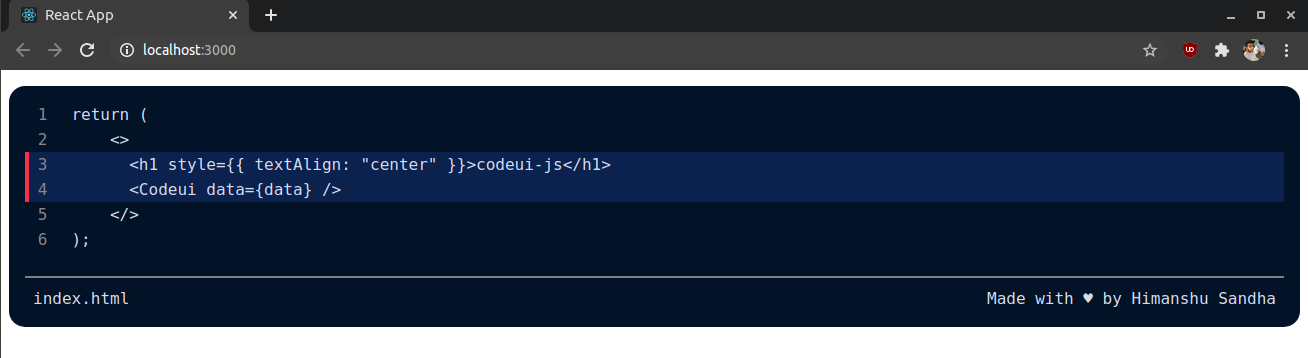 React App
localhost:3000
1 return (
2     <>
3       <h1 style={{ textAlign: "center" }}>codeui-js</h1>
4       <Codeui data={data} />
5     </>
6 );
index.html
Made with ♥ by Himanshu Sandha